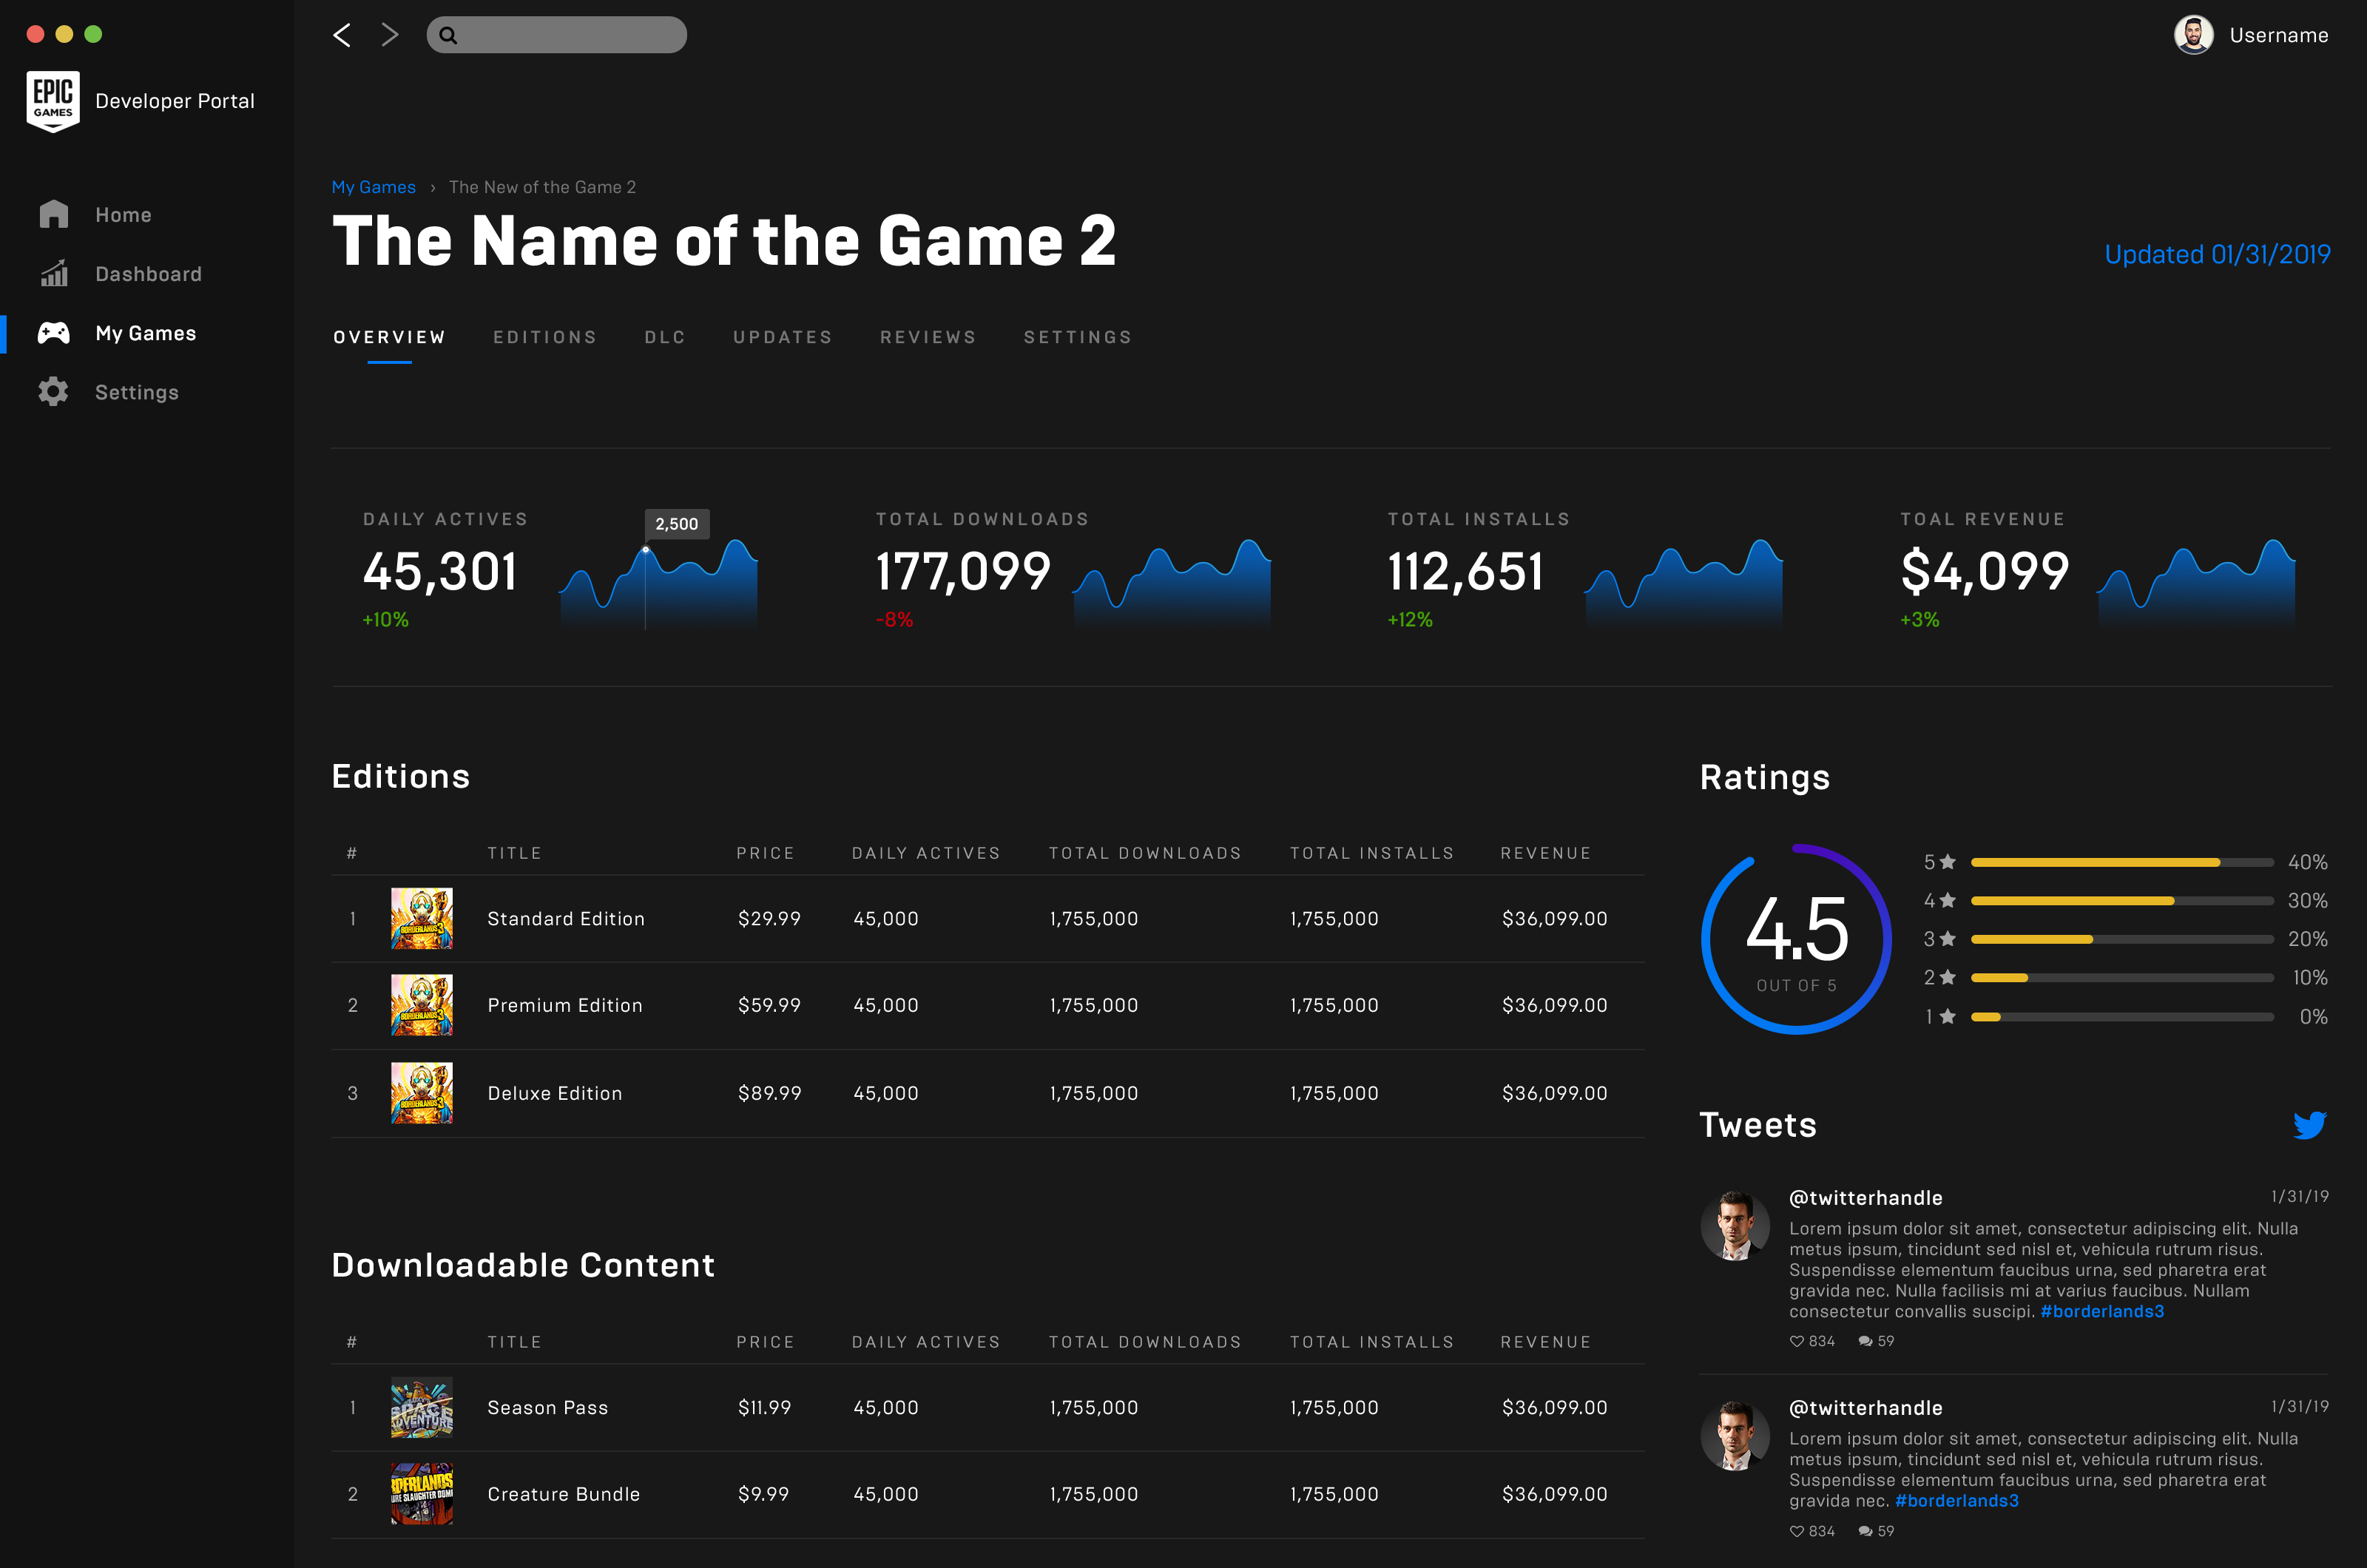 EPIC
GAMES
Developer Portal
Username
Home
Dashboard
My Games
Settings
My Games › The New of the Game 2
The Name of the Game 2
Updated 01/31/2019
OVERVIEW EDITIONS DLC UPDATES REVIEWS SETTINGS
DAILY ACTIVES
45,301
+10%
2,500
TOTAL DOWNLOADS
177,099
-8%
TOTAL INSTALLS
112,651
+12%
TOAL REVENUE
$4,099
+3%
Editions
# TITLE PRICE DAILY ACTIVES TOTAL DOWNLOADS TOTAL INSTALLS REVENUE
1 BORDERLANDS 3 Standard Edition $29.99 45,000 1,755,000 1,755,000 $36,099.00
2 BORDERLANDS 3 Premium Edition $59.99 45,000 1,755,000 1,755,000 $36,099.00
3 BORDERLANDS 3 Deluxe Edition $89.99 45,000 1,755,000 1,755,000 $36,099.00
Downloadable Content
# TITLE PRICE DAILY ACTIVES TOTAL DOWNLOADS TOTAL INSTALLS REVENUE
1 Season Pass $11.99 45,000 1,755,000 1,755,000 $36,099.00
2 Creature Bundle $9.99 45,000 1,755,000 1,755,000 $36,099.00
Ratings
4.5
OUT OF 5
5 40%
4 30%
3 20%
2 10%
1 0%
Tweets
@twitterhandle 1/31/19
Lorem ipsum dolor sit amet, consectetur adipiscing elit. Nulla
metus ipsum, tincidunt sed nisl et, vehicula rutrum risus.
Suspendisse elementum faucibus urna, sed pharetra erat
gravida nec. Nulla facilisis mi at varius faucibus. Nullam
consectetur convallis suscipi. #borderlands3
834 59
@twitterhandle 1/31/19
Lorem ipsum dolor sit amet, consectetur adipiscing elit. Nulla
metus ipsum, tincidunt sed nisl et, vehicula rutrum risus.
Suspendisse elementum faucibus urna, sed pharetra erat
gravida nec. #borderlands3
834 59